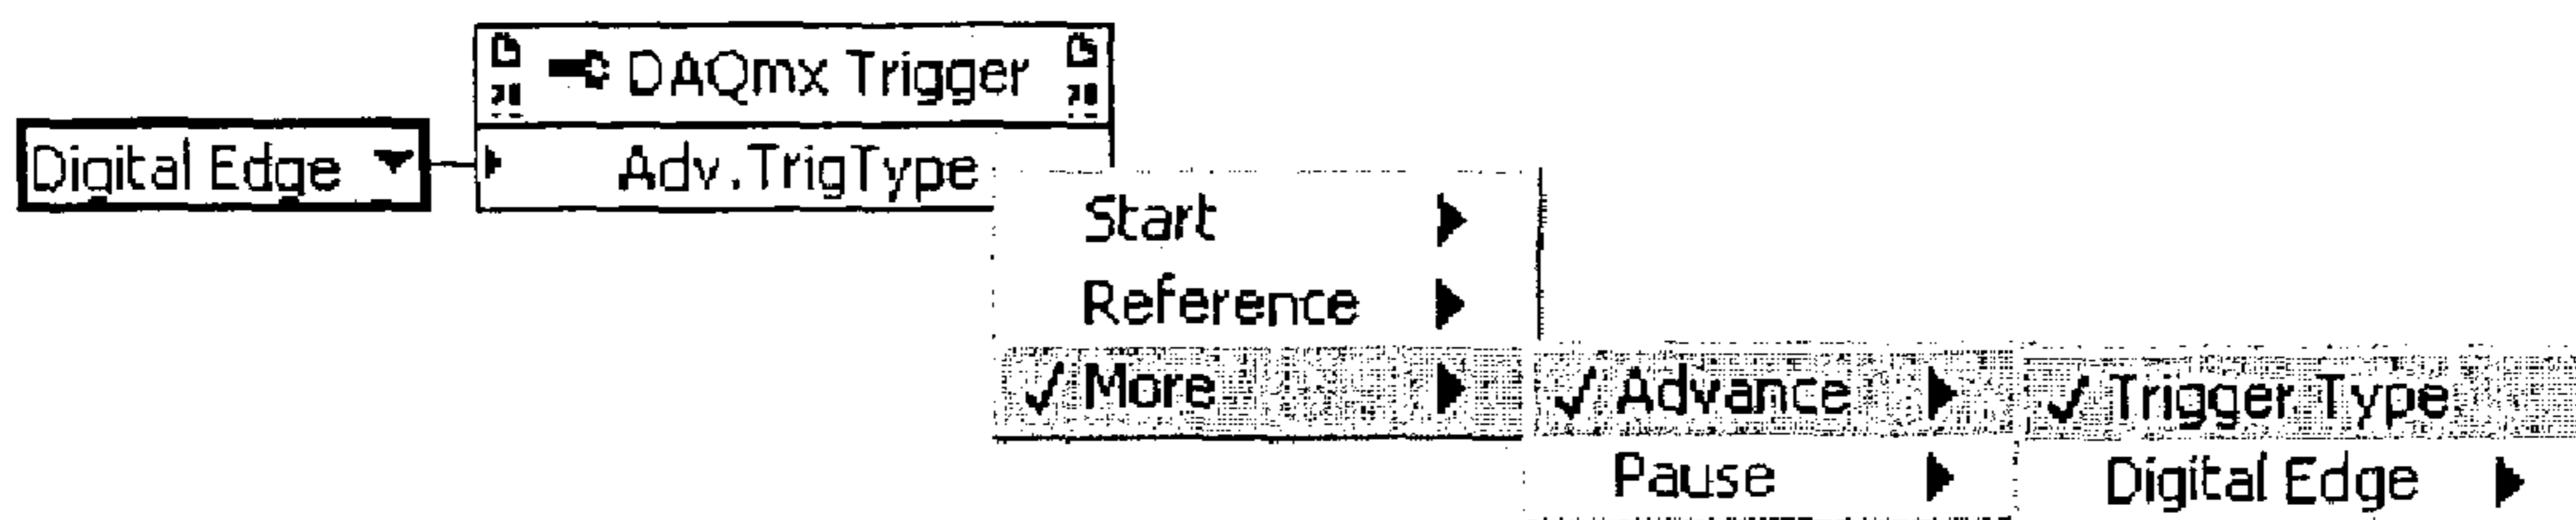 DAQmx Trigger
Digital Edge
Adv.TrigType
Start
Reference
More
Advance
Trigger Type
Pause
Digital Edge